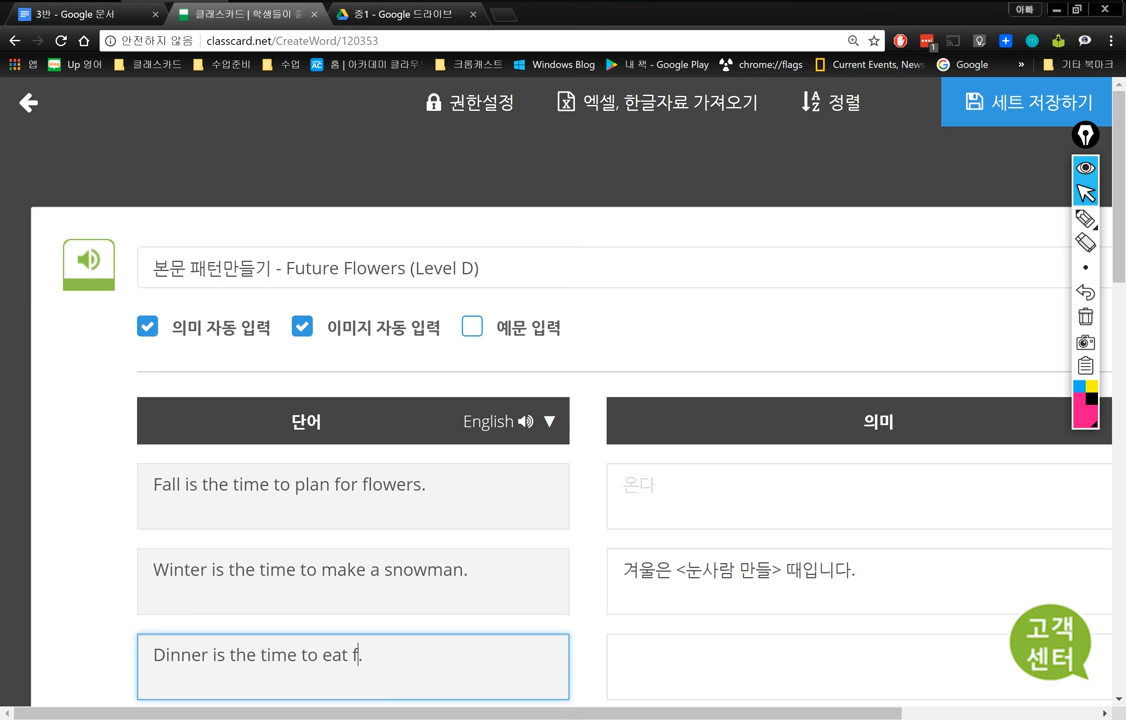 3반 - Google 문서
클래스카드 | 학생들이 좋
중1 - Google 드라이브
아빠
안전하지 않음
classcard.net/CreateWord/120353
1
앱
Up 영어
클래스카드
수업준비
수업
AC
홈 | 아카데미 클라우
크롬캐스트
Windows Blog
내 책 - Google Play
chrome://flags
Current Events, News
Google
»
기타 북마크
권한설정
엑셀, 한글자료 가져오기
정렬
세트 저장하기
본문 패턴만들기 - Future Flowers (Level D)
의미 자동 입력
이미지 자동 입력
예문 입력
단어
English
의미
Fall is the time to plan for flowers.
온다
Winter is the time to make a snowman.
겨울은 <눈사람 만들> 때입니다.
Dinner is the time to eat f.
고객
센터